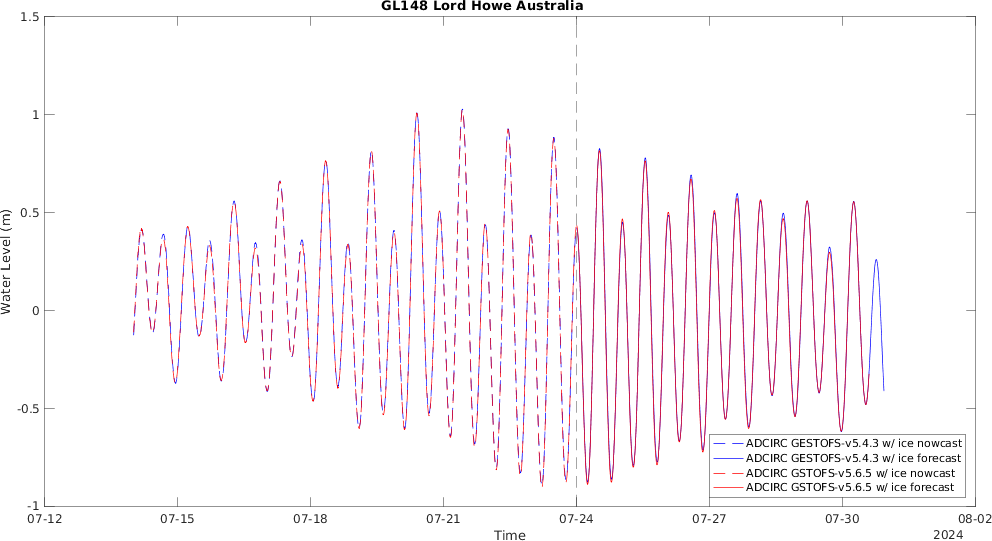 GL148 Lord Howe Australia
1.5
1
0.5
0
-0.5
-1
Water Level (m)
07-12
07-15
07-18
07-21
07-24
07-27
07-30
08-02
Time
2024
ADCIRC GESTOFS-v5.4.3 w/ ice nowcast
ADCIRC GESTOFS-v5.4.3 w/ ice forecast
ADCIRC GSTOFS-v5.6.5 w/ ice nowcast
ADCIRC GSTOFS-v5.6.5 w/ ice forecast